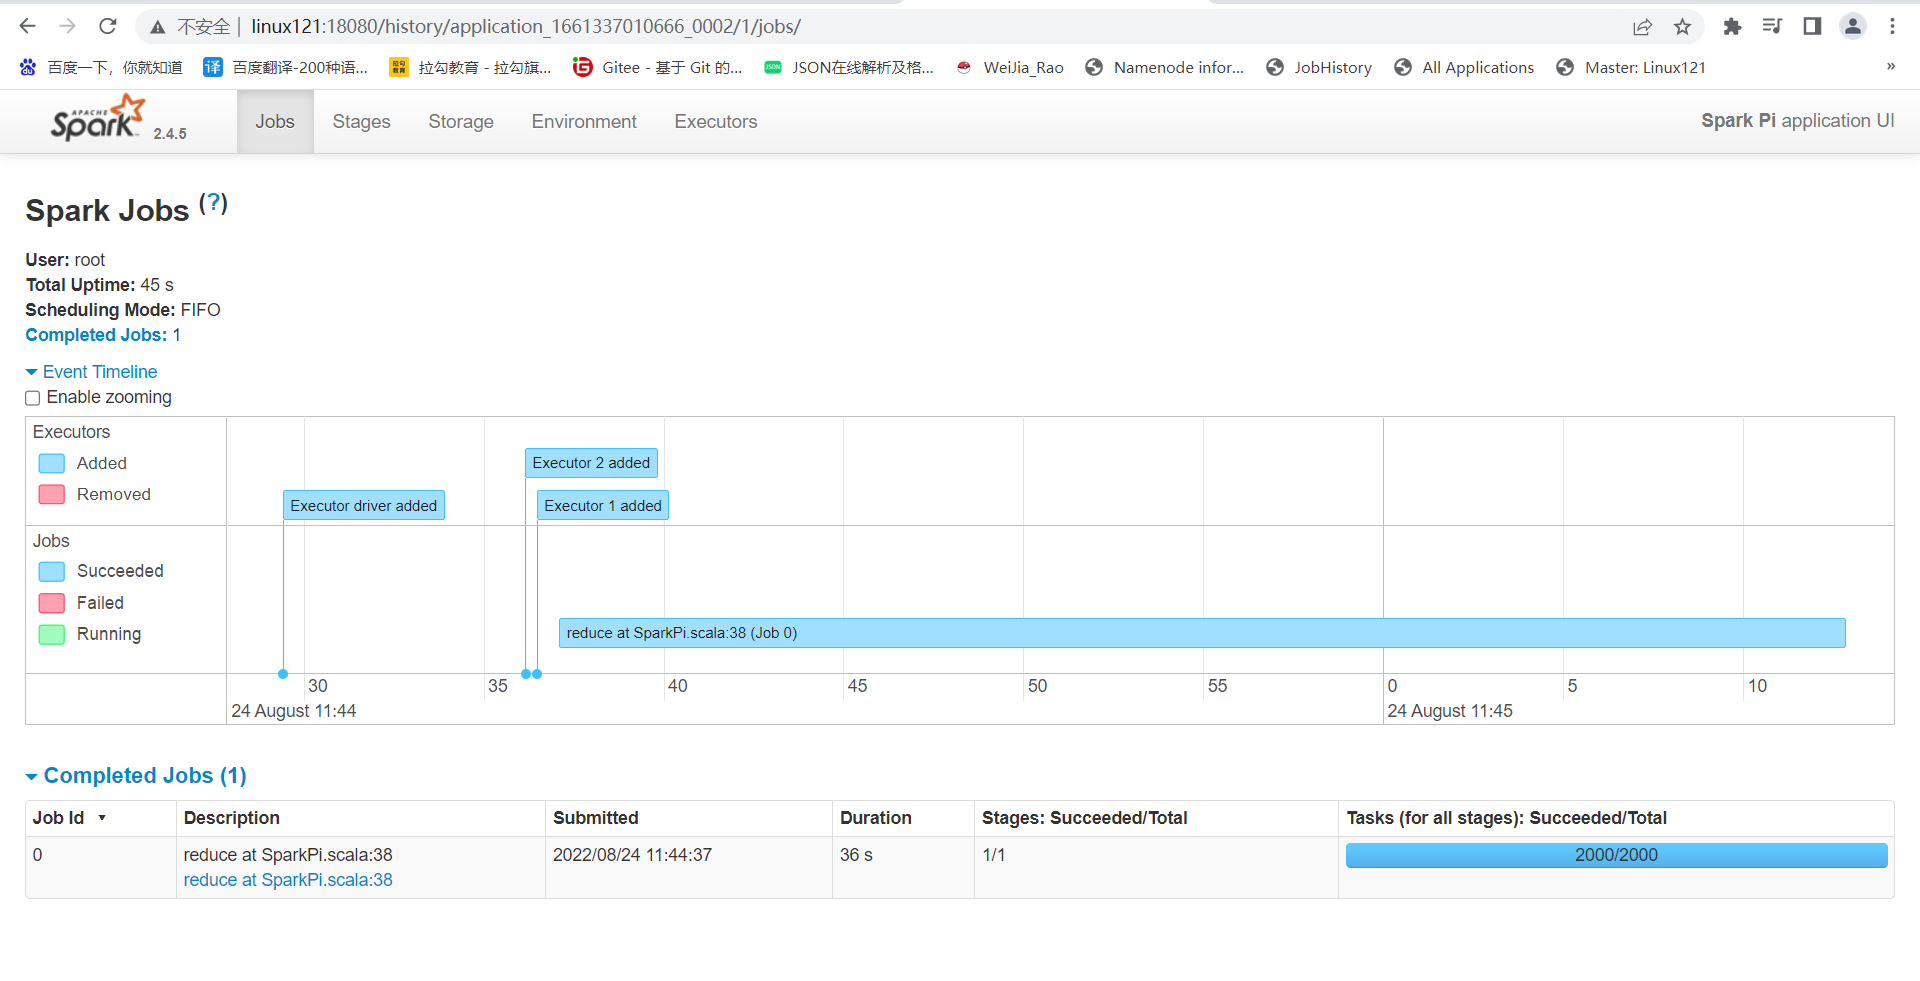 不安全 | linux121:18080/history/application_1661337010666_0002/1/jobs/
百度一下，你就知道 译 百度翻译-200种语... 拉勾教育 拉勾教育 - 拉勾旗... Gitee - 基于 Git 的... JSON JSON在线解析及格... WeiJia_Rao Namenode infor... JobHistory All Applications Master: Linux121 »
APACHE Spark 2.4.5 Jobs Stages Storage Environment Executors Spark Pi application UI
Spark Jobs (?)
User: root
Total Uptime: 45 s
Scheduling Mode: FIFO
Completed Jobs: 1
Event Timeline
Enable zooming
Executors
Added
Removed
Executor 2 added
Executor driver added
Executor 1 added
Jobs
Succeeded
Failed
Running
reduce at SparkPi.scala:38 (Job 0)
30 35 40 45 50 55 0 5 10
24 August 11:44 24 August 11:45
Completed Jobs (1)
Job Id ▾ Description Submitted Duration Stages: Succeeded/Total Tasks (for all stages): Succeeded/Total
0 reduce at SparkPi.scala:38 2022/08/24 11:44:37 36 s 1/1 2000/2000
reduce at SparkPi.scala:38